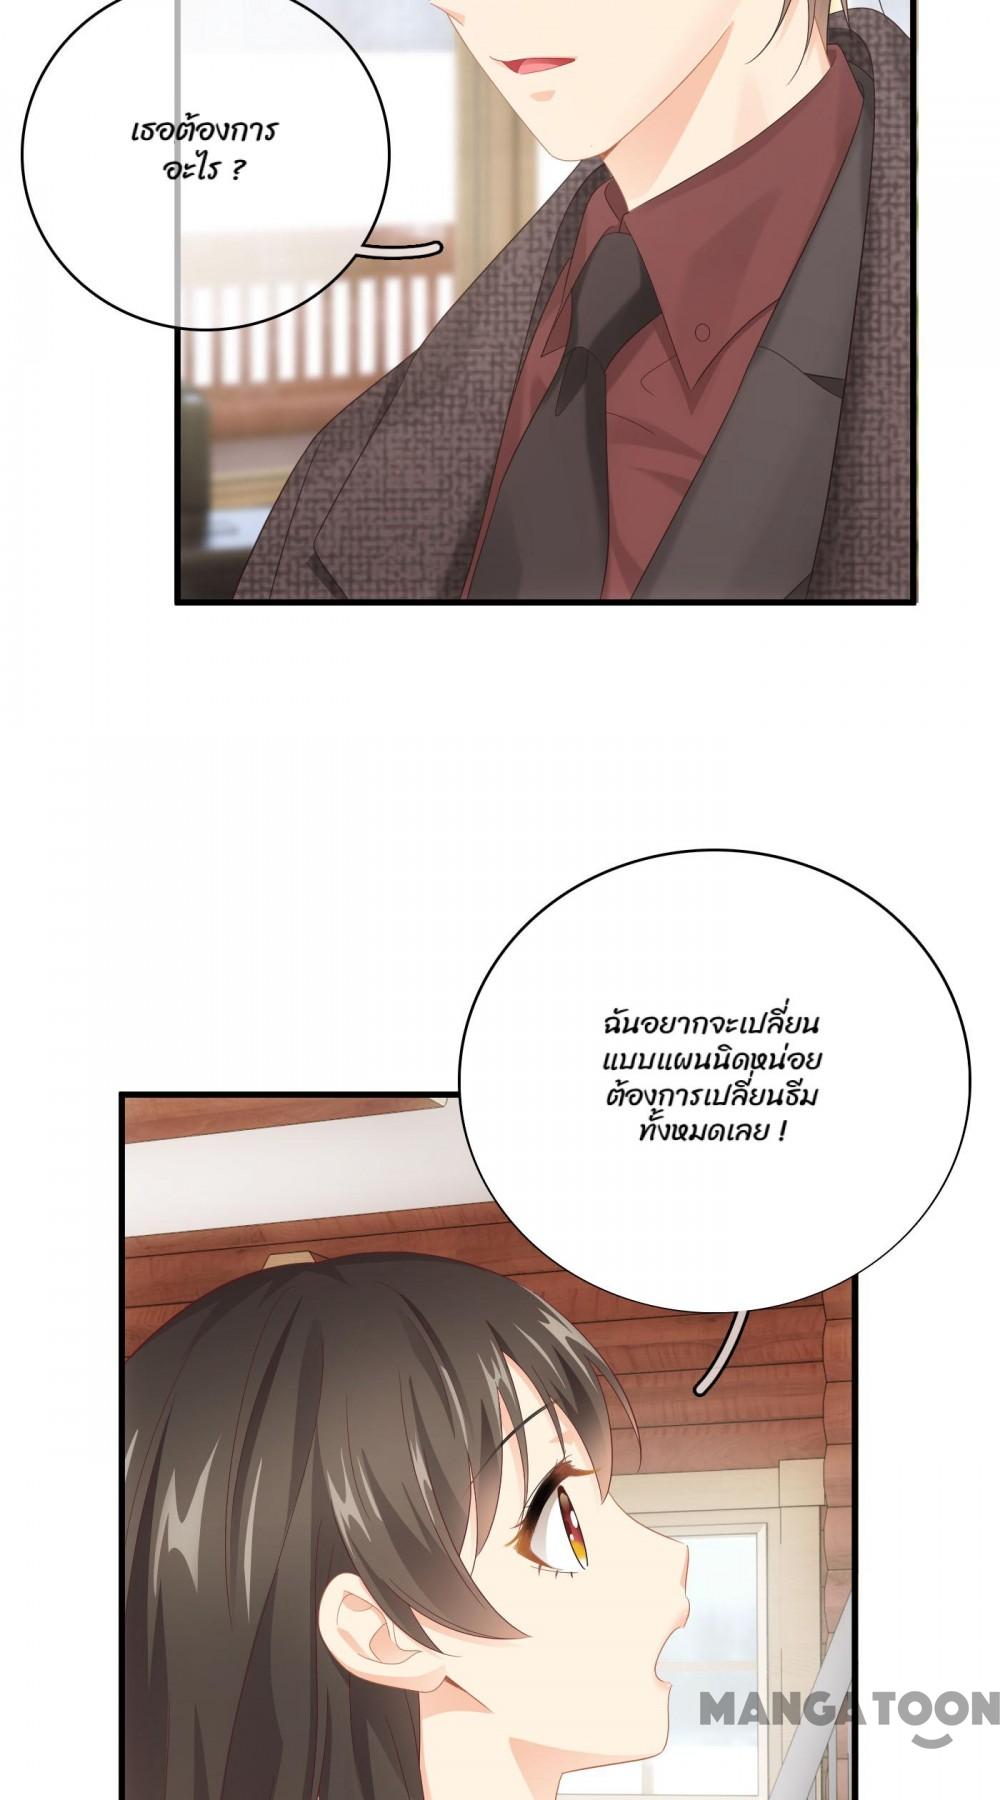 เธอต้องการ
อะไร ?
ฉันอยากจะเปลี่ยน
แบบแผนนิดหน่อย
ต้องการเปลี่ยนธีม
ทั้งหมดเลย !
MANGATOON